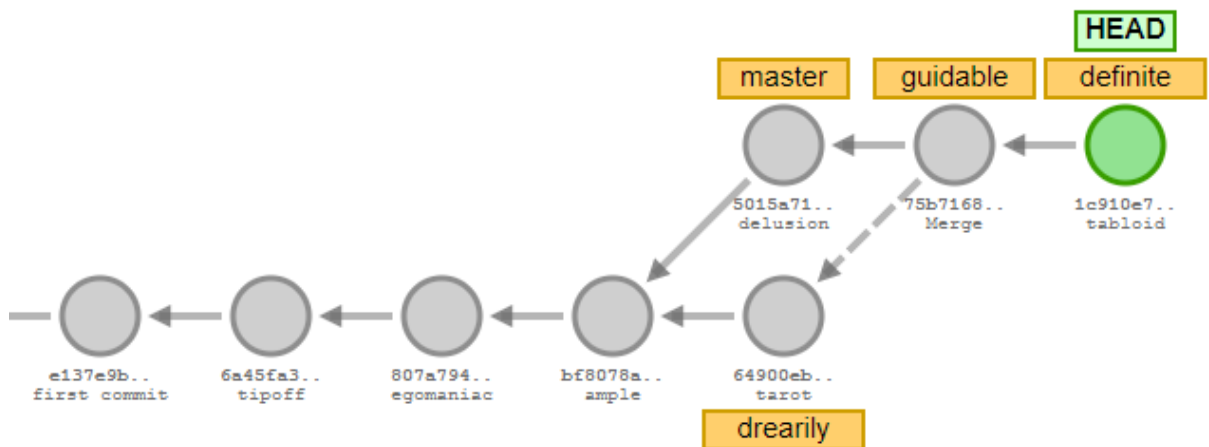 HEAD
master
guidable
definite
5015a71..
delusion
75b7168..
Merge
1c910e7..
tabloid
e137e9b..
first commit
6a45fa3..
tipoff
807a794..
egomaniac
bf8078a..
ample
64900eb..
tarot
drearily